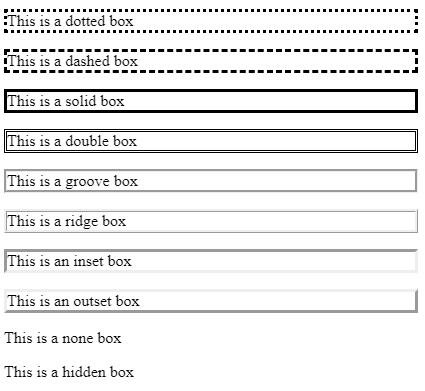 This is a dotted box
This is a dashed box
This is a solid box
This is a double box
This is a groove box
This is a ridge box
This is an inset box
This is an outset box
This is a none box
This is a hidden box